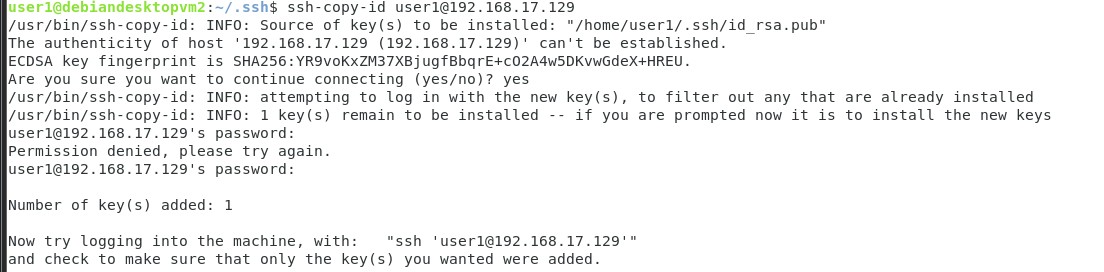 user1@debiandesktopvm2:~/.ssh$ ssh-copy-id user1@192.168.17.129
/usr/bin/ssh-copy-id: INFO: Source of key(s) to be installed: "/home/user1/.ssh/id_rsa.pub"
The authenticity of host '192.168.17.129 (192.168.17.129)' can't be established.
ECDSA key fingerprint is SHA256:YR9voKxZM37XBjugfBbqrE+cO2A4w5DKvwGdeX+HREU.
Are you sure you want to continue connecting (yes/no)? yes
/usr/bin/ssh-copy-id: INFO: attempting to log in with the new key(s), to filter out any that are already installed
/usr/bin/ssh-copy-id: INFO: 1 key(s) remain to be installed -- if you are prompted now it is to install the new keys
user1@192.168.17.129's password:
Permission denied, please try again.
user1@192.168.17.129's password:
Number of key(s) added: 1
Now try logging into the machine, with:   "ssh 'user1@192.168.17.129'"
and check to make sure that only the key(s) you wanted were added.